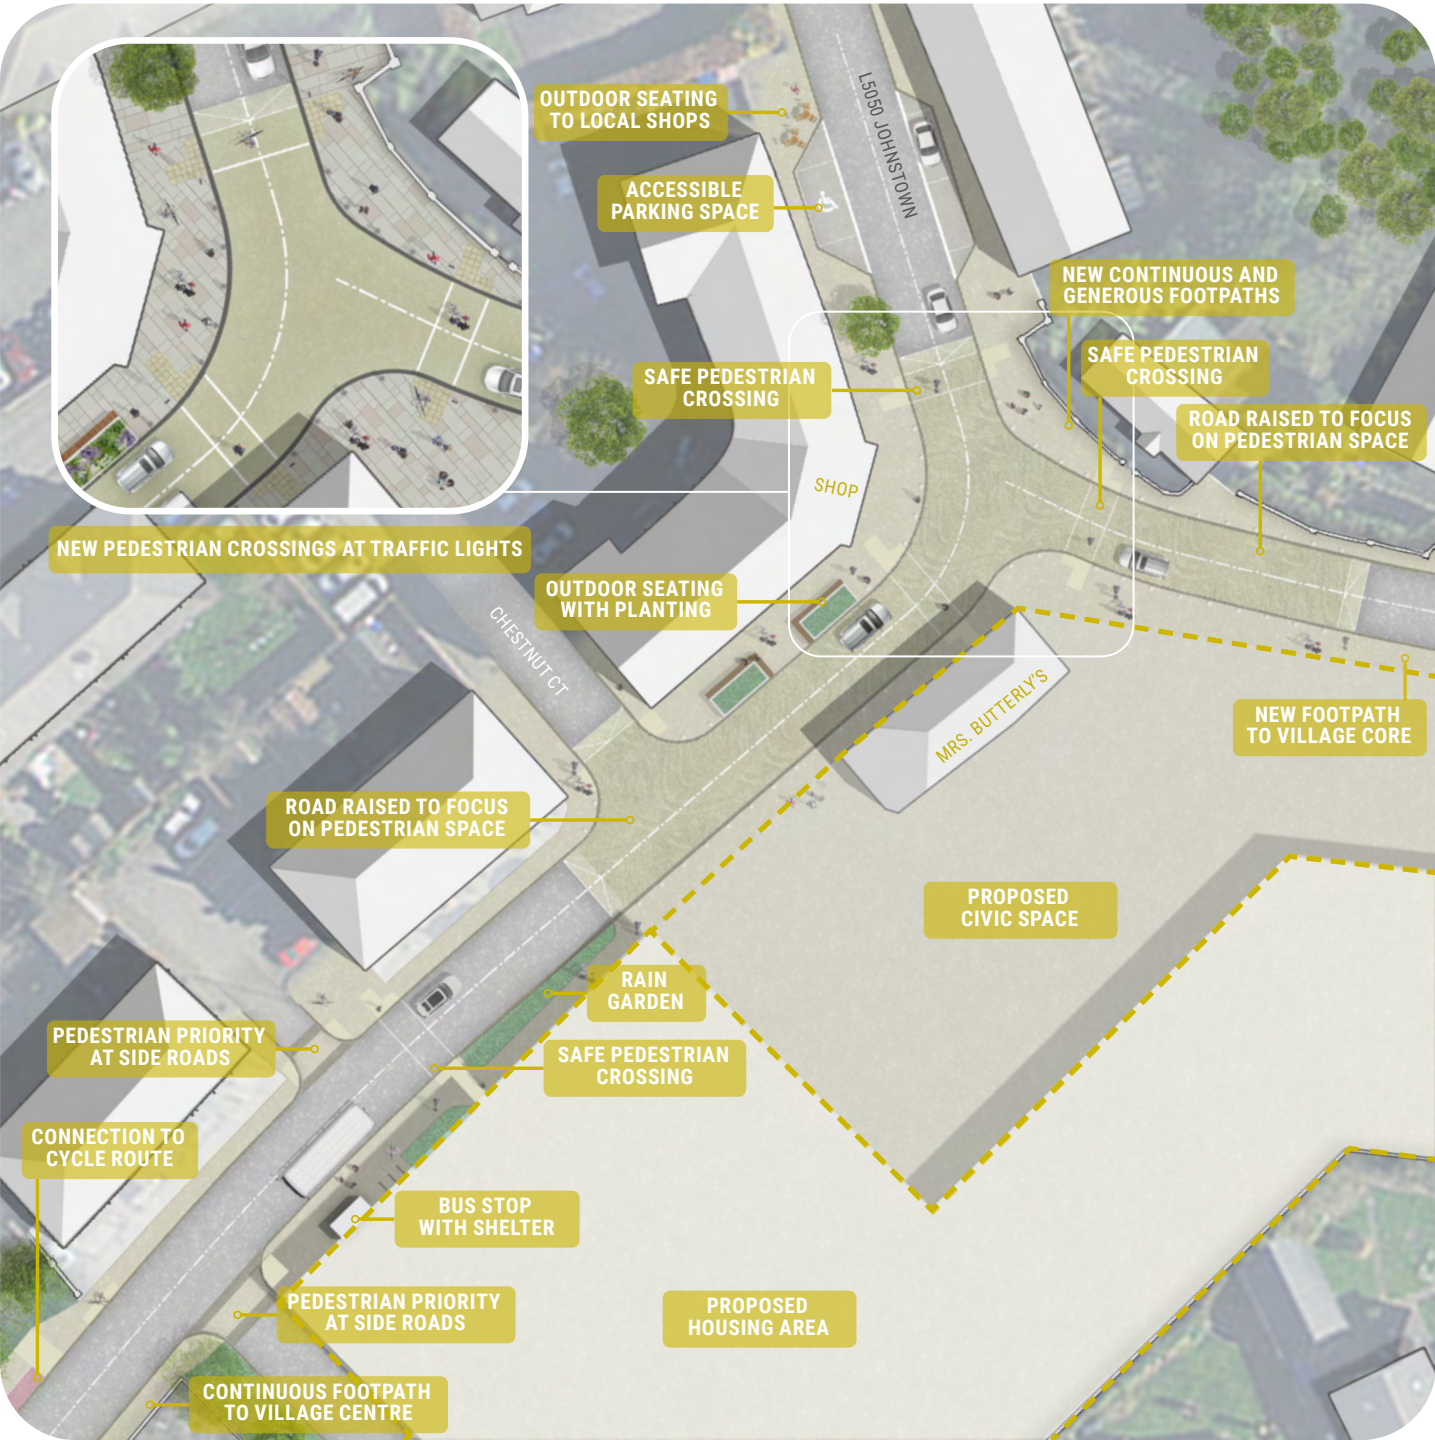 OUTDOOR SEATING
TO LOCAL SHOPS
L5050 JOHNSTOWN
ACCESSIBLE
PARKING SPACE
NEW CONTINUOUS AND
GENEROUS FOOTPATHS
SAFE PEDESTRIAN
CROSSING
SAFE PEDESTRIAN
CROSSING
ROAD RAISED TO FOCUS
ON PEDESTRIAN SPACE
SHOP
NEW PEDESTRIAN CROSSINGS AT TRAFFIC LIGHTS
OUTDOOR SEATING
WITH PLANTING
CHESTNUT CT
MRS. BUTTERLY'S
NEW FOOTPATH
TO VILLAGE CORE
ROAD RAISED TO FOCUS
ON PEDESTRIAN SPACE
PROPOSED
CIVIC SPACE
RAIN
GARDEN
PEDESTRIAN PRIORITY
AT SIDE ROADS
SAFE PEDESTRIAN
CROSSING
CONNECTION TO
CYCLE ROUTE
BUS STOP
WITH SHELTER
PEDESTRIAN PRIORITY
AT SIDE ROADS
PROPOSED
HOUSING AREA
CONTINUOUS FOOTPATH
TO VILLAGE CENTRE